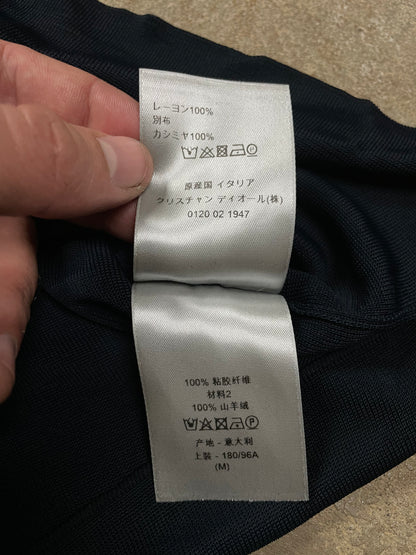 レーヨン100%
別布
カシミヤ100%
原産国 イタリア
クリスチャン ディオール(株)
0120 02 1947
100% 粘胶纤维
材料2
100% 山羊绒
产地 - 意大利
上装 - 180/96A
(M)